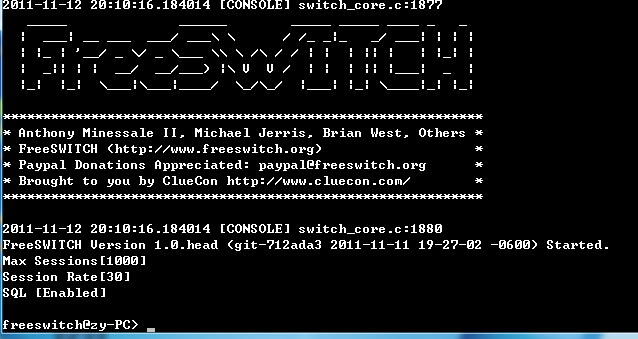 2011-11-12 20:10:16.184014 [CONSOLE] switch_core.c:1877
FreeSWITCH
************************************************************
* Anthony Minessale II, Michael Jerris, Brian West, Others *
* FreeSWITCH (http://www.freeswitch.org) *
* Paypal Donations Appreciated: paypal@freeswitch.org *
* Brought to you by ClueCon http://www.cluecon.com/ *
************************************************************
2011-11-12 20:10:16.184014 [CONSOLE] switch_core.c:1880
FreeSWITCH Version 1.0.head (git-712ada3 2011-11-11 19-27-02 -0600) Started.
Max Sessions[1000]
Session Rate[30]
SQL [Enabled]
freeswitch@zy-PC> _